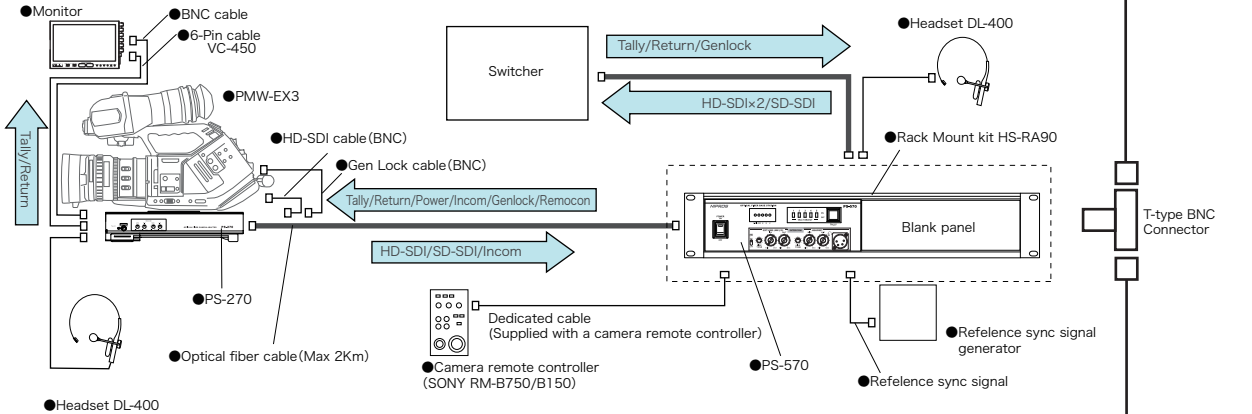 ●Monitor
●BNC cable
●6-Pin cable
VC-450
●PMW-EX3
Tally/Return
●HD-SDI cable(BNC)
●Gen Lock cable(BNC)
Tally/Return/Power/Incom/Genlock/Remocon
HD-SDI/SD-SDI/Incom
●PS-270
●Optical fiber cable(Max 2Km)
●Headset DL-400
Switcher
Tally/Return/Genlock
HD-SDI×2/SD-SDI
●Headset DL-400
●Rack Mount kit HS-RA90
PS-570
Blank panel
Dedicated cable
(Supplied with a camera remote controller)
●Camera remote controller
(SONY RM-B750/B150)
●PS-570
●Refelence sync signal
generator
●Refelence sync signal
T-type BNC
Connector